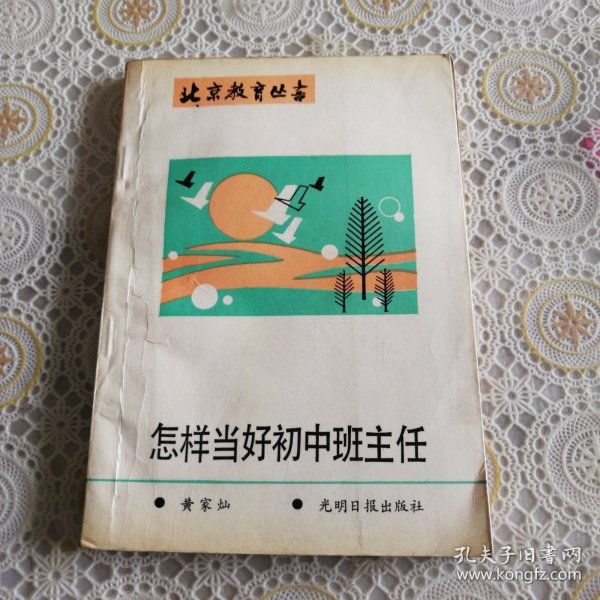 北京教育丛书
怎样当好初中班主任
● 黄家灿 ● 光明日报出版社
孔夫子旧书网
www.kongfz.com